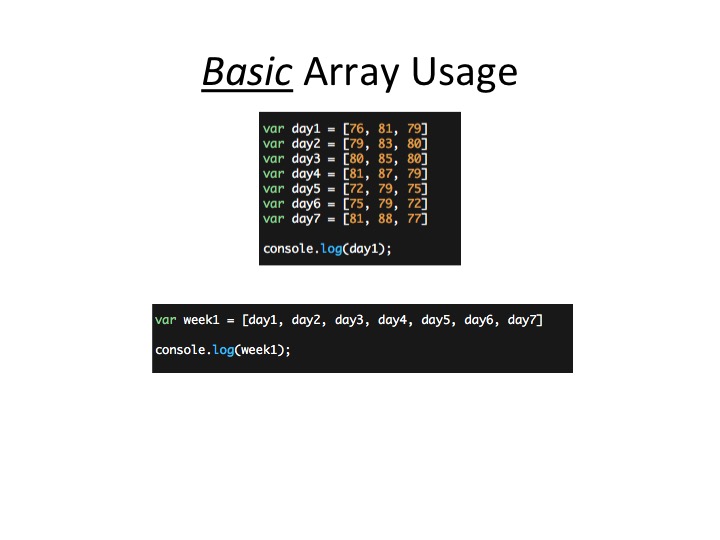 Basic Array Usage
var day1 = [76, 81, 79]
var day2 = [79, 83, 80]
var day3 = [80, 85, 80]
var day4 = [81, 87, 79]
var day5 = [72, 79, 75]
var day6 = [75, 79, 72]
var day7 = [81, 88, 77]
console.log(day1);
var week1 = [day1, day2, day3, day4, day5, day6, day7]
console.log(week1);